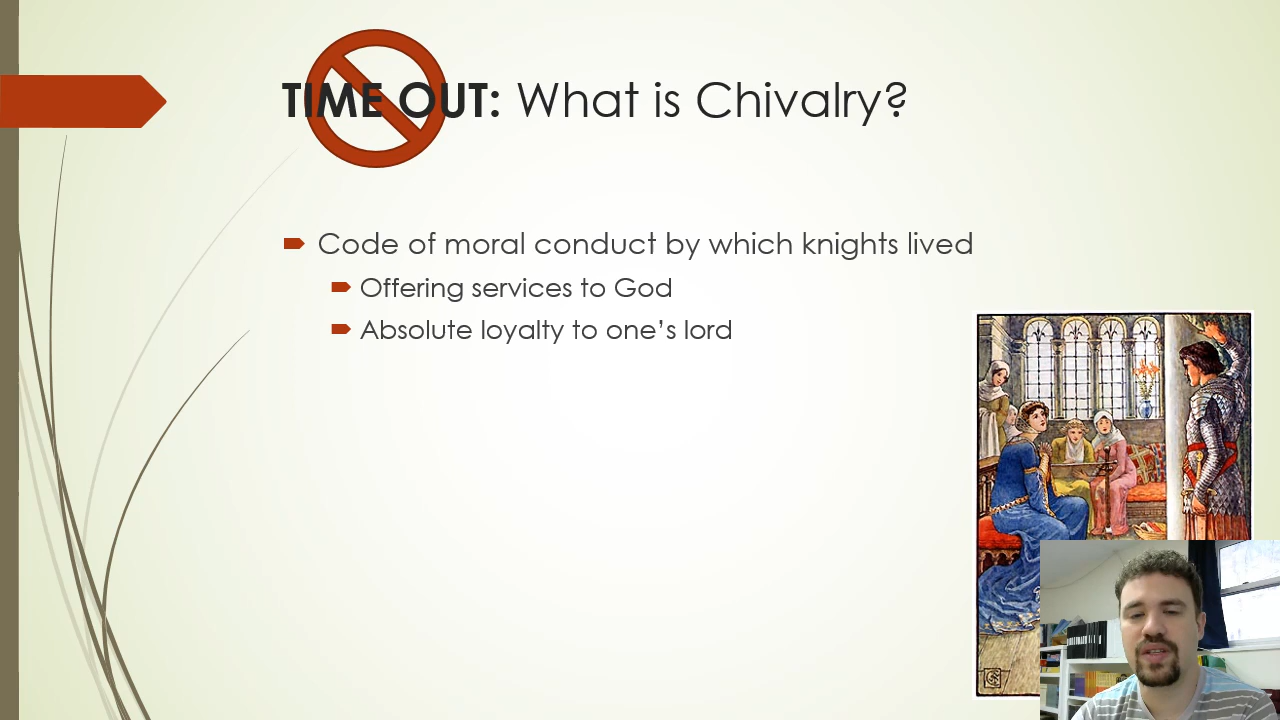 TIME OUT: What is Chivalry?
Code of moral conduct by which knights lived
Offering services to God
Absolute loyalty to one's lord